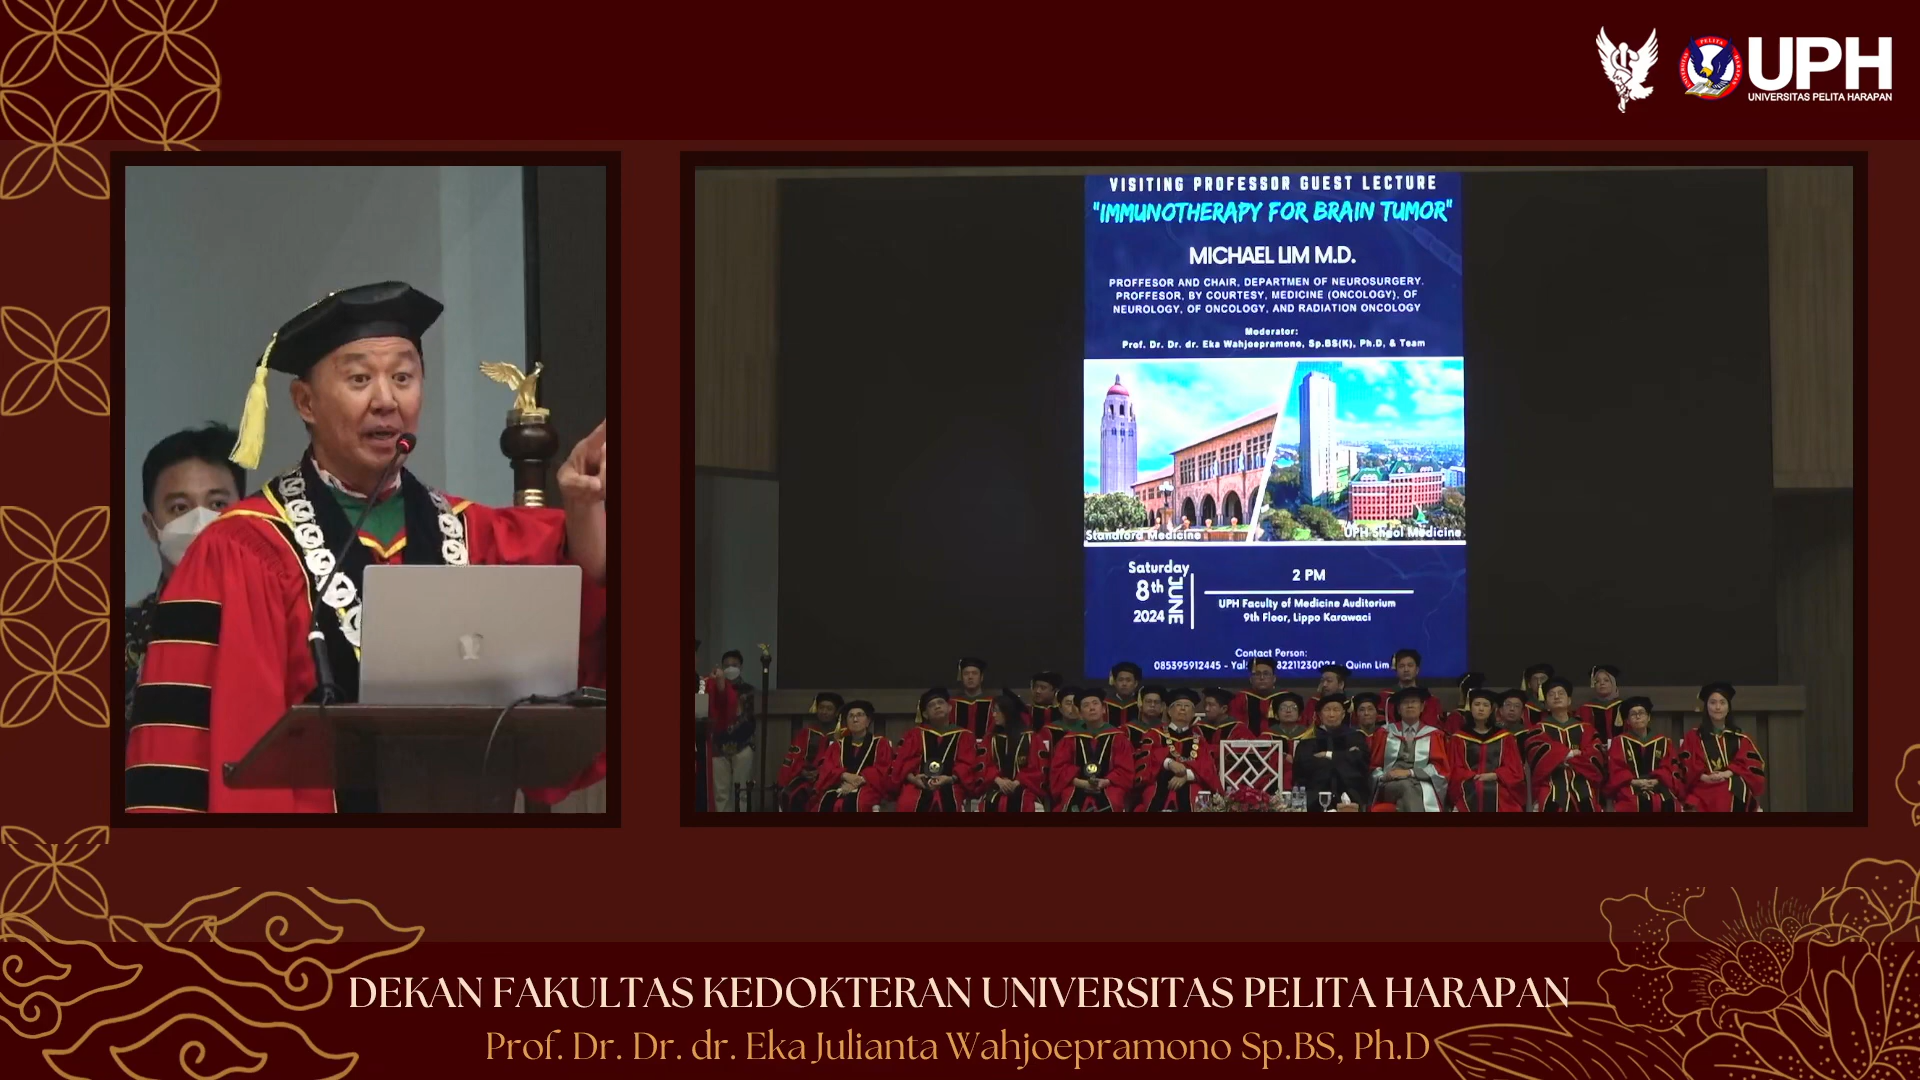 UPH
UNIVERSITAS PELITA HARAPAN
VISITING PROFESSOR GUEST LECTURE
"IMMUNOTHERAPY FOR BRAIN TUMOR"
MICHAEL LIM M.D.
PROFFESOR AND CHAIR, DEPARTMEN OF NEUROSURGERY.
PROFFESOR, BY COURTESY, MEDICINE (ONCOLOGY), OF
NEUROLOGY, OF ONCOLOGY, AND RADIATION ONCOLOGY
Moderator:
Prof. Dr. Dr. dr. Eka Wahjoepramono, Sp.BS(K), Ph.D, & Team
Standford Medicine
UPH Medicine
Saturday
8th
JUNE
2024
2 PM
UPH Faculty of Medicine Auditorium
9th Floor, Lippo Karawaci
Contact Person:
085395912445 - - Quinn Lim
DEKAN FAKULTAS KEDOKTERAN UNIVERSITAS PELITA HARAPAN
Prof. Dr. Dr. dr. Eka Julianta Wahjoepramono Sp.BS, Ph.D